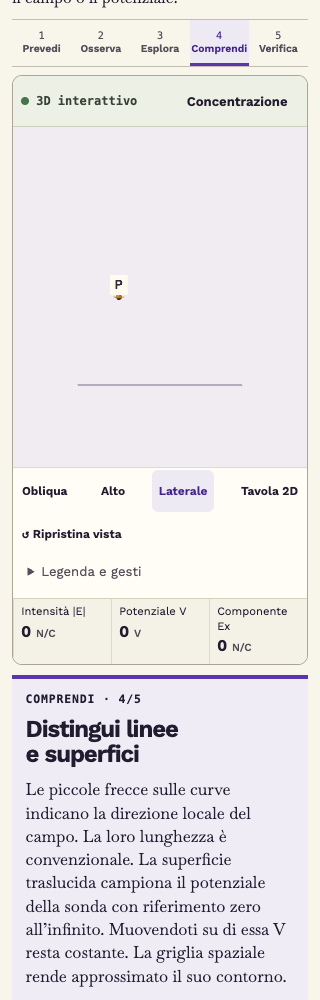 il campo o il potenziale.
1 2 3 4 5
Prevedi Osserva Esplora Comprendi Verifica
3D interattivo Concentrazione
P
Obliqua Alto Laterale Tavola 2D
↺ Ripristina vista
▶ Legenda e gesti
Intensità |E| Potenziale V Componente Ex
0 N/C 0 V 0 N/C
COMPRENDI · 4/5
Distingui linee
e superfici
Le piccole frecce sulle curve
indicano la direzione locale del
campo. La loro lunghezza è
convenzionale. La superficie
traslucida campiona il potenziale
della sonda con riferimento zero
all’infinito. Muovendoti su di essa V
resta costante. La griglia spaziale
rende approssimato il suo contorno.